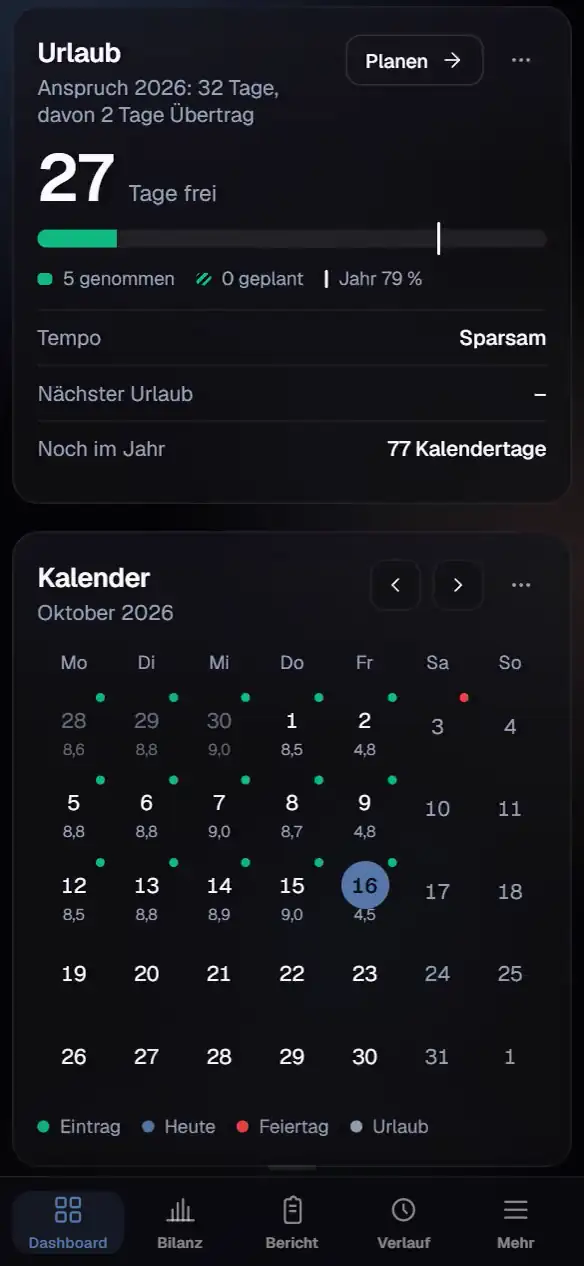 Urlaub
Planen →
Anspruch 2026: 32 Tage,
davon 2 Tage Übertrag
27 Tage frei
5 genommen 0 geplant Jahr 79 %
Tempo Sparsam
Nächster Urlaub –
Noch im Jahr 77 Kalendertage
Kalender
Oktober 2026
Mo Di Mi Do Fr Sa So
28 29 30 1 2 3 4
8,6 8,8 9,0 8,5 4,8
5 6 7 8 9 10 11
8,8 8,8 9,0 8,7 4,8
12 13 14 15 16 17 18
8,5 8,8 8,9 9,0 4,5
19 20 21 22 23 24 25
26 27 28 29 30 31 1
Eintrag Heute Feiertag Urlaub
Dashboard Bilanz Bericht Verlauf Mehr